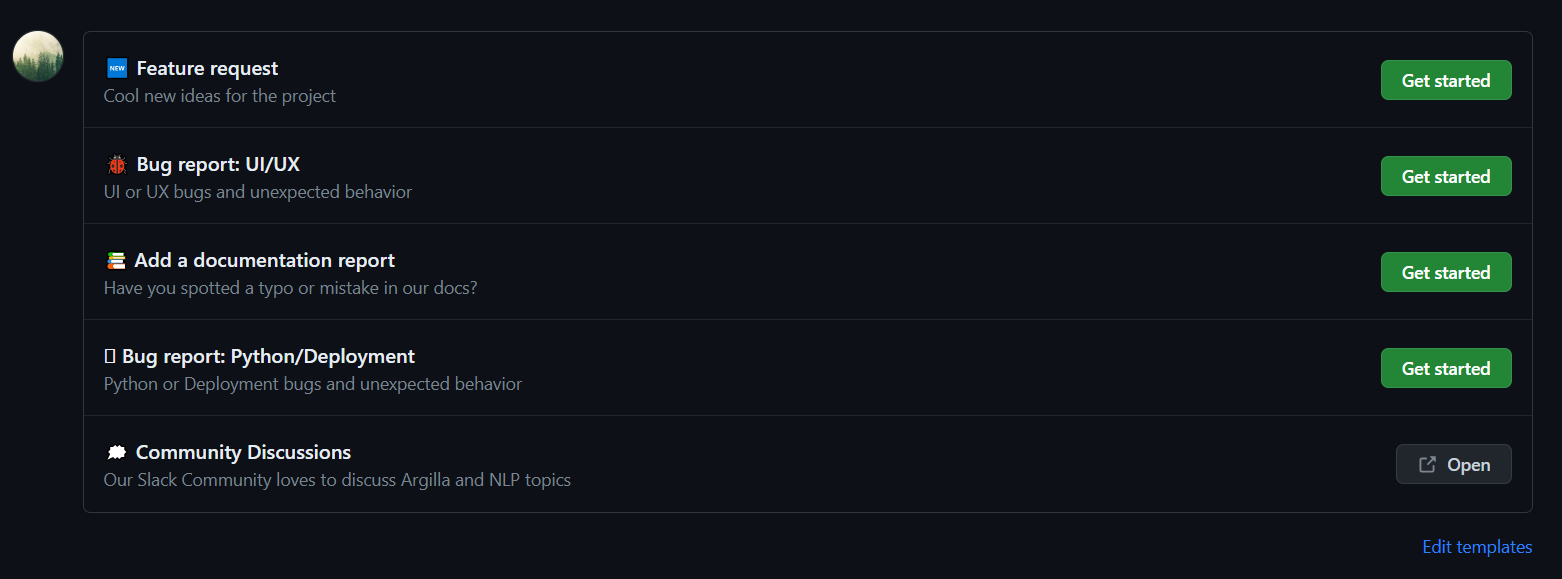 🆕 Feature request
Cool new ideas for the project
Get started
🐞 Bug report: UI/UX
UI or UX bugs and unexpected behavior
Get started
📚 Add a documentation report
Have you spotted a typo or mistake in our docs?
Get started
Bug report: Python/Deployment
Python or Deployment bugs and unexpected behavior
Get started
🗯 Community Discussions
Our Slack Community loves to discuss Argilla and NLP topics
Open
Edit templates